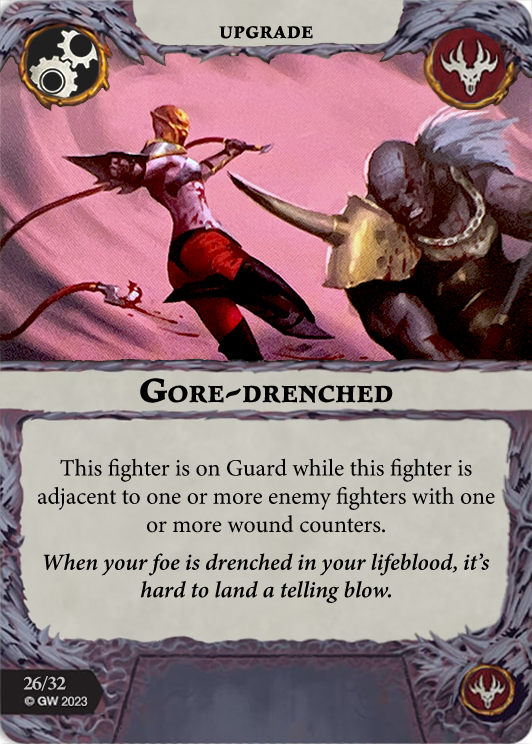 UPGRADE
GORE-DRENCHED
This fighter is on Guard while this fighter is
adjacent to one or more enemy fighters with one
or more wound counters.
When your foe is drenched in your lifeblood, it's
hard to land a telling blow.
26/32
© GW 2023